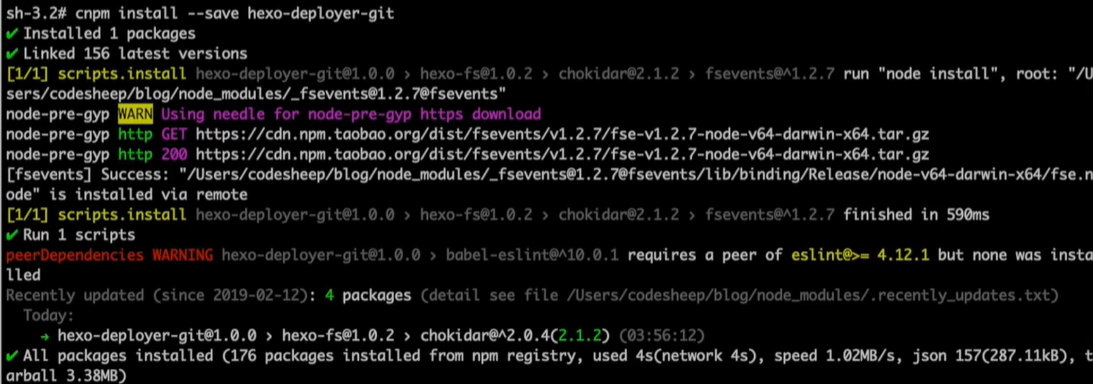 sh-3.2# cnpm install --save hexo-deployer-git
✔ Installed 1 packages
✔ Linked 156 latest versions
[1/1] scripts.install hexo-deployer-git@1.0.0 › hexo-fs@1.0.2 › chokidar@2.1.2 › fsevents@^1.2.7 run "node install", root: "/U
sers/codesheep/blog/node_modules/_fsevents@1.2.7@fsevents"
node-pre-gyp WARN Using needle for node-pre-gyp https download
node-pre-gyp http GET https://cdn.npm.taobao.org/dist/fsevents/v1.2.7/fse-v1.2.7-node-v64-darwin-x64.tar.gz
node-pre-gyp http 200 https://cdn.npm.taobao.org/dist/fsevents/v1.2.7/fse-v1.2.7-node-v64-darwin-x64.tar.gz
[fsevents] Success: "/Users/codesheep/blog/node_modules/_fsevents@1.2.7@fsevents/lib/binding/Release/node-v64-darwin-x64/fse.n
ode" is installed via remote
[1/1] scripts.install hexo-deployer-git@1.0.0 › hexo-fs@1.0.2 › chokidar@2.1.2 › fsevents@^1.2.7 finished in 590ms
✔ Run 1 scripts
peerDependencies WARNING hexo-deployer-git@1.0.0 › babel-eslint@^10.0.1 requires a peer of eslint@>= 4.12.1 but none was insta
lled
Recently updated (since 2019-02-12): 4 packages (detail see file /Users/codesheep/blog/node_modules/.recently_updates.txt)
Today:
→ hexo-deployer-git@1.0.0 › hexo-fs@1.0.2 › chokidar@^2.0.4(2.1.2) (03:56:12)
✔ All packages installed (176 packages installed from npm registry, used 4s(network 4s), speed 1.02MB/s, json 157(287.11kB), t
arball 3.38MB)